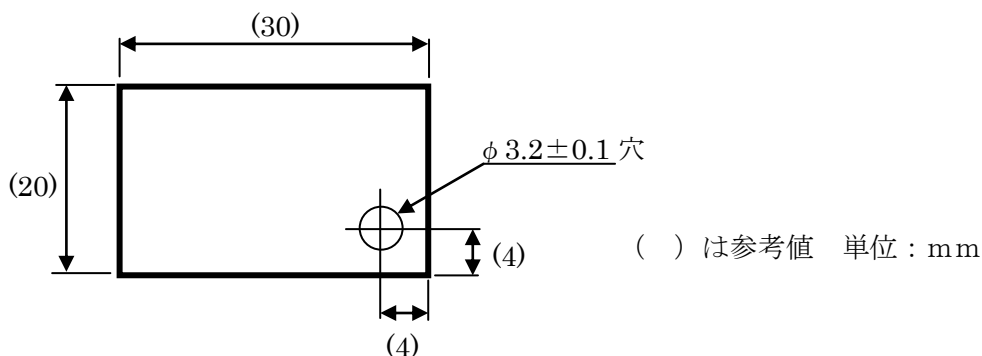 (30)
φ3.2±0.1 穴
(20)
(4)
(　)は参考値　単位：mm
(4)